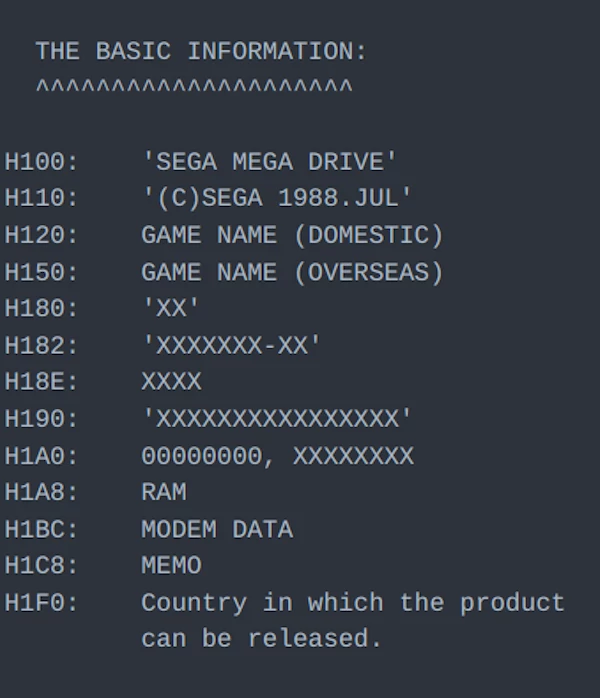 THE BASIC INFORMATION:
^^^^^^^^^^^^^^^^^^^^^
H100: 'SEGA MEGA DRIVE'
H110: '(C)SEGA 1988.JUL'
H120: GAME NAME (DOMESTIC)
H150: GAME NAME (OVERSEAS)
H180: 'XX'
H182: 'XXXXXXX-XX'
H18E: XXXX
H190: 'XXXXXXXXXXXXXXXX'
H1A0: 00000000, XXXXXXXX
H1A8: RAM
H1BC: MODEM DATA
H1C8: MEMO
H1F0: Country in which the product
can be released.